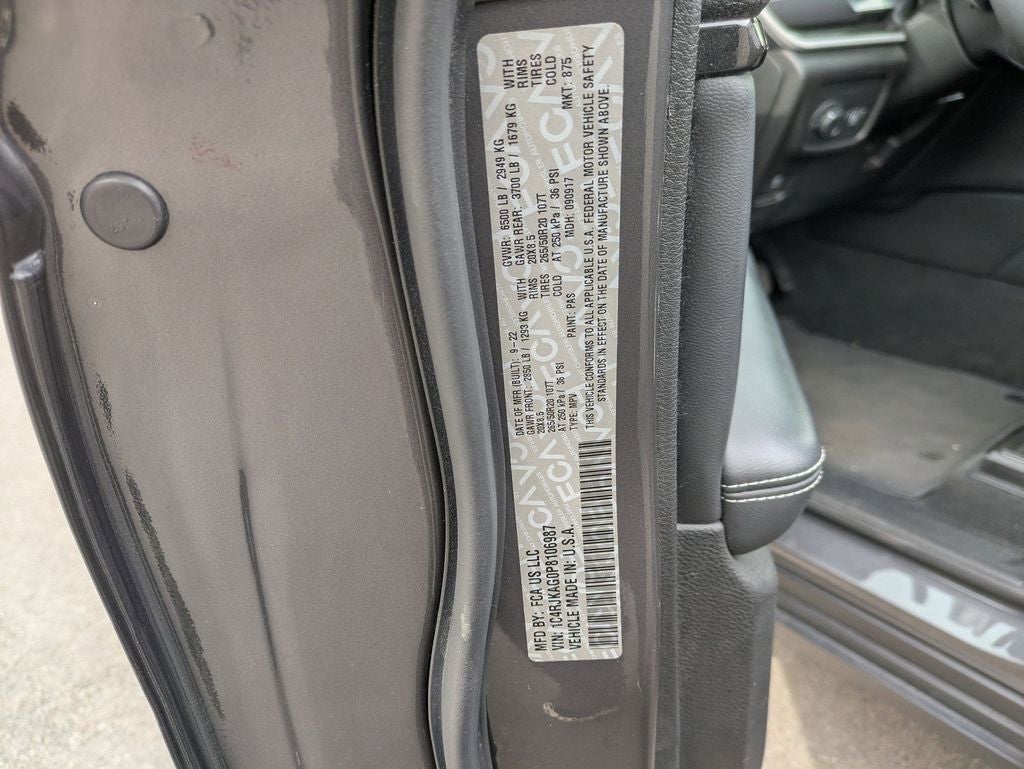 MFD BY: FCA US LLC
VIN: 1C4RJKAG0P8106987
VEHICLE MADE IN: U.S.A.
DATE OF MFR.(BUILT): 9-22 GVWR: 6500 LB / 2949 KG
GAWR FRONT: 2850 LB / 1293 KG WITH GAWR REAR: 3700 LB / 1679 KG WITH
20X8.5 RIMS 20X8.5 RIMS
265/50R20 107T TIRES 265/50R20 107T TIRES
AT 250 kPa / 36 PSI COLD AT 250 kPa / 36 PSI COLD
TYPE: MPV PAINT: PAS MDH: 090917 MKT: 875
THIS VEHICLE CONFORMS TO ALL APPLICABLE U.S.A. FEDERAL MOTOR VEHICLE SAFETY
STANDARDS IN EFFECT ON THE DATE OF MANUFACTURE SHOWN ABOVE.